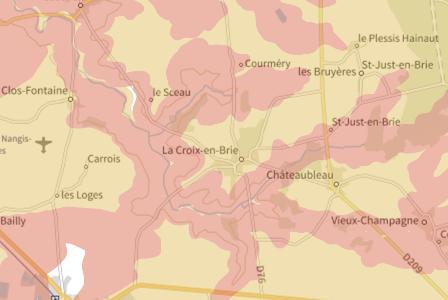 le Plessis Hainaut
Courméry
les Bruyères
St-Just-en-Brie
Clos-Fontaine
le Sceau
St-Just-en-Brie
Nangis-
es
La Croix-en-Brie
Carrois
Châteaubleau
les Loges
Bailly
Vieux-Champagne
D209
D76